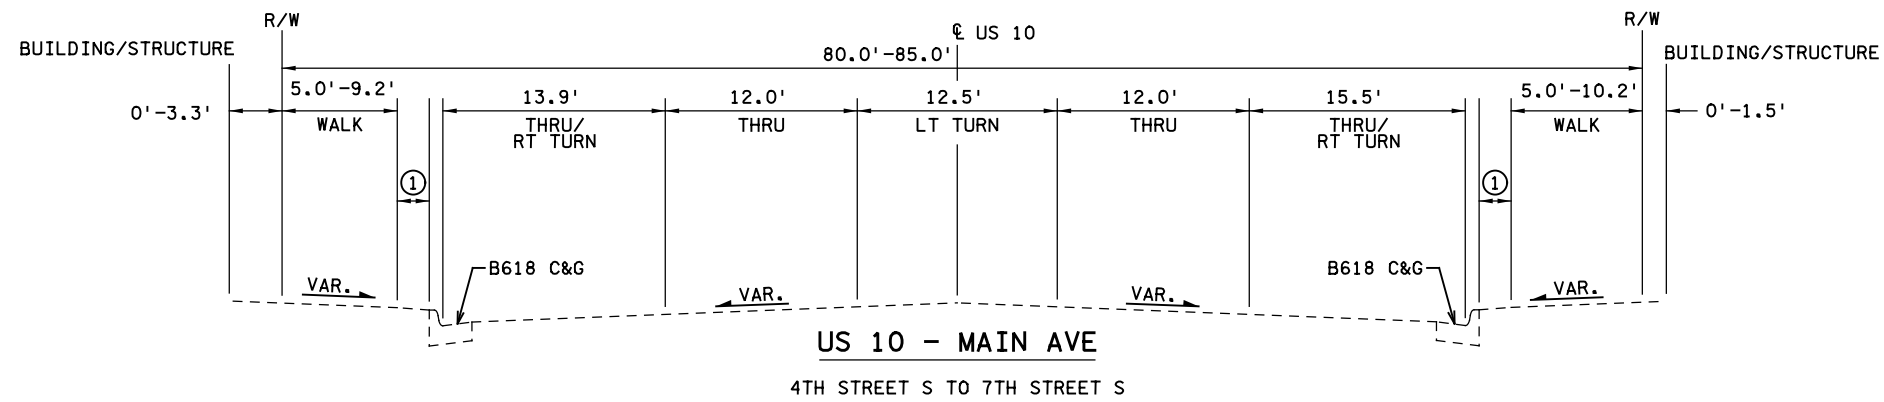 R/W
℄ US 10
R/W
BUILDING/STRUCTURE
80.0'-85.0'
BUILDING/STRUCTURE
0'-3.3'
5.0'-9.2'
WALK
13.9'
THRU/
RT TURN
12.0'
THRU
12.5'
LT TURN
12.0'
THRU
15.5'
THRU/
RT TURN
5.0'-10.2'
WALK
0'-1.5'
1
1
B618 C&G
B618 C&G
VAR.
VAR.
VAR.
VAR.
US 10 - MAIN AVE
4TH STREET S TO 7TH STREET S